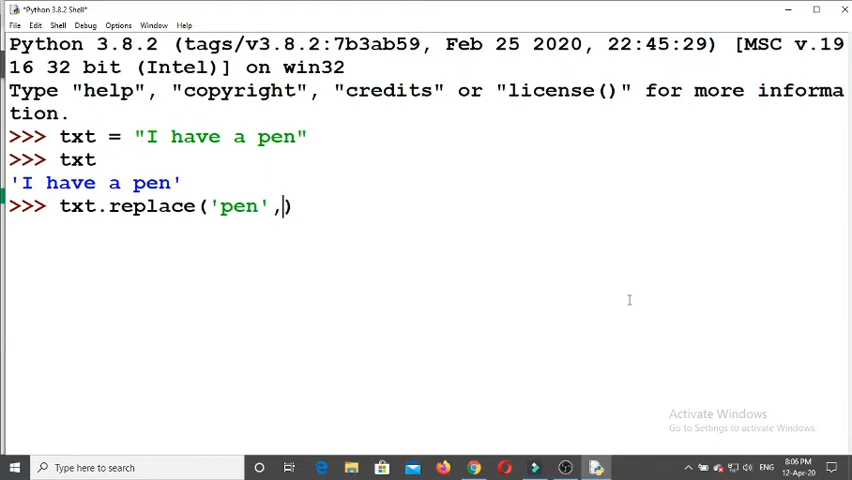 *Python 3.8.2 Shell*
File Edit Shell Debug Options Window Help
Python 3.8.2 (tags/v3.8.2:7b3ab59, Feb 25 2020, 22:45:29) [MSC v.19
16 32 bit (Intel)] on win32
Type "help", "copyright", "credits" or "license()" for more informa
tion.
>>> txt = "I have a pen"
>>> txt
'I have a pen'
>>> txt.replace('pen',)
Activate Windows
Go to Settings to activate Windows.
Type here to search
ENG
8:06 PM
12-Apr-20